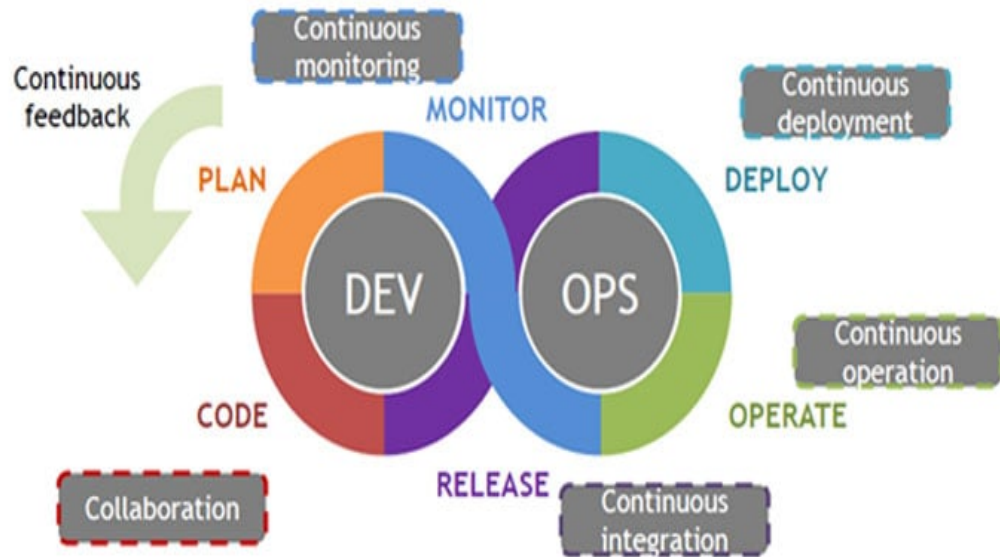 Continuous
monitoring
Continuous
feedback
MONITOR
Continuous
deployment
PLAN
DEPLOY
DEV
OPS
Continuous
operation
CODE
OPERATE
RELEASE
Collaboration
Continuous
integration